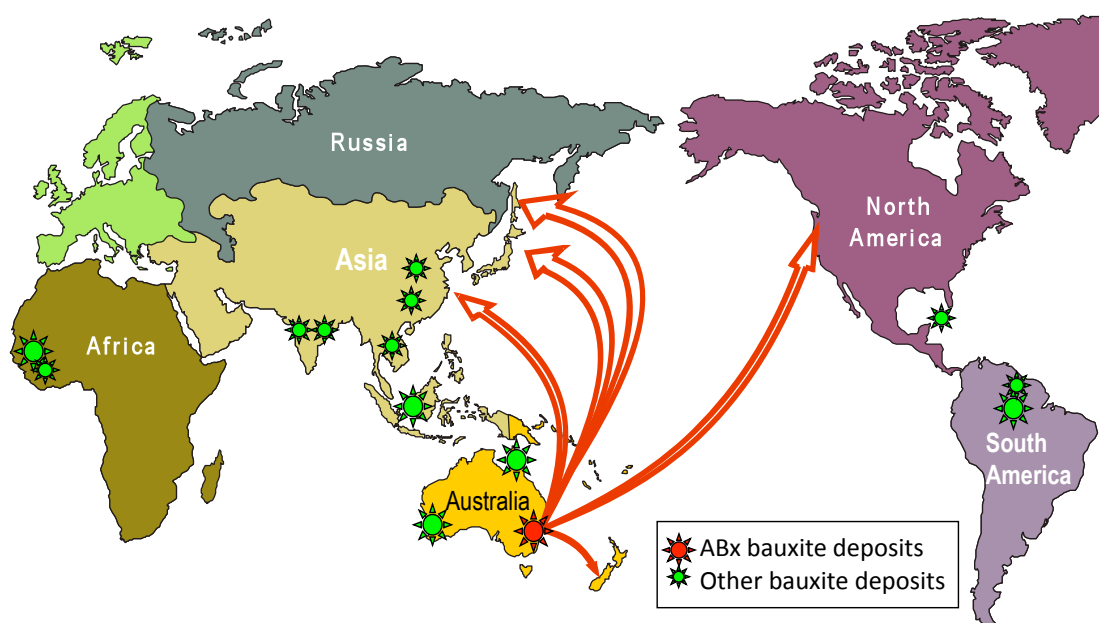 Russia
North
America
Asia
Africa
South
America
Australia
ABx bauxite deposits
Other bauxite deposits